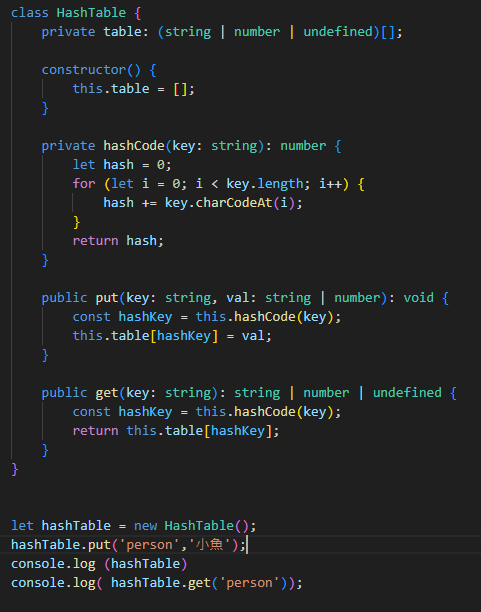 class HashTable {
    private table: (string | number | undefined)[];
    constructor() {
        this.table = [];
    }
    private hashCode(key: string): number {
        let hash = 0;
        for (let i = 0; i < key.length; i++) {
            hash += key.charCodeAt(i);
        }
        return hash;
    }
    public put(key: string, val: string | number): void {
        const hashKey = this.hashCode(key);
        this.table[hashKey] = val;
    }
    public get(key: string): string | number | undefined {
        const hashKey = this.hashCode(key);
        return this.table[hashKey];
    }
}
let hashTable = new HashTable();
hashTable.put('person','小魚');
console.log (hashTable)
console.log( hashTable.get('person'));